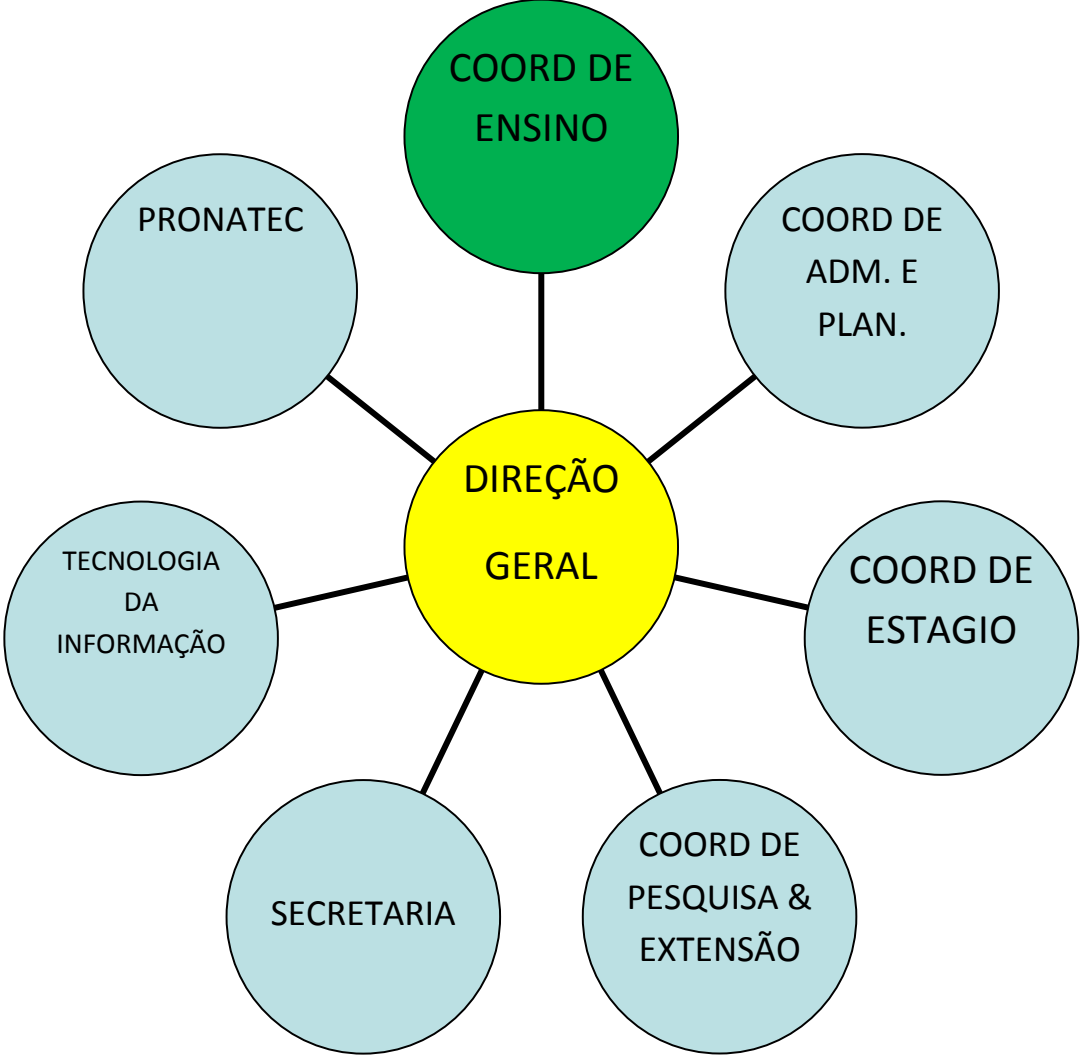 COORD DE
ENSINO
PRONATEC
COORD DE
ADM. E
PLAN.
DIREÇÃO
GERAL
TECNOLOGIA
DA
INFORMAÇÃO
COORD DE
ESTAGIO
SECRETARIA
COORD DE
PESQUISA &
EXTENSÃO